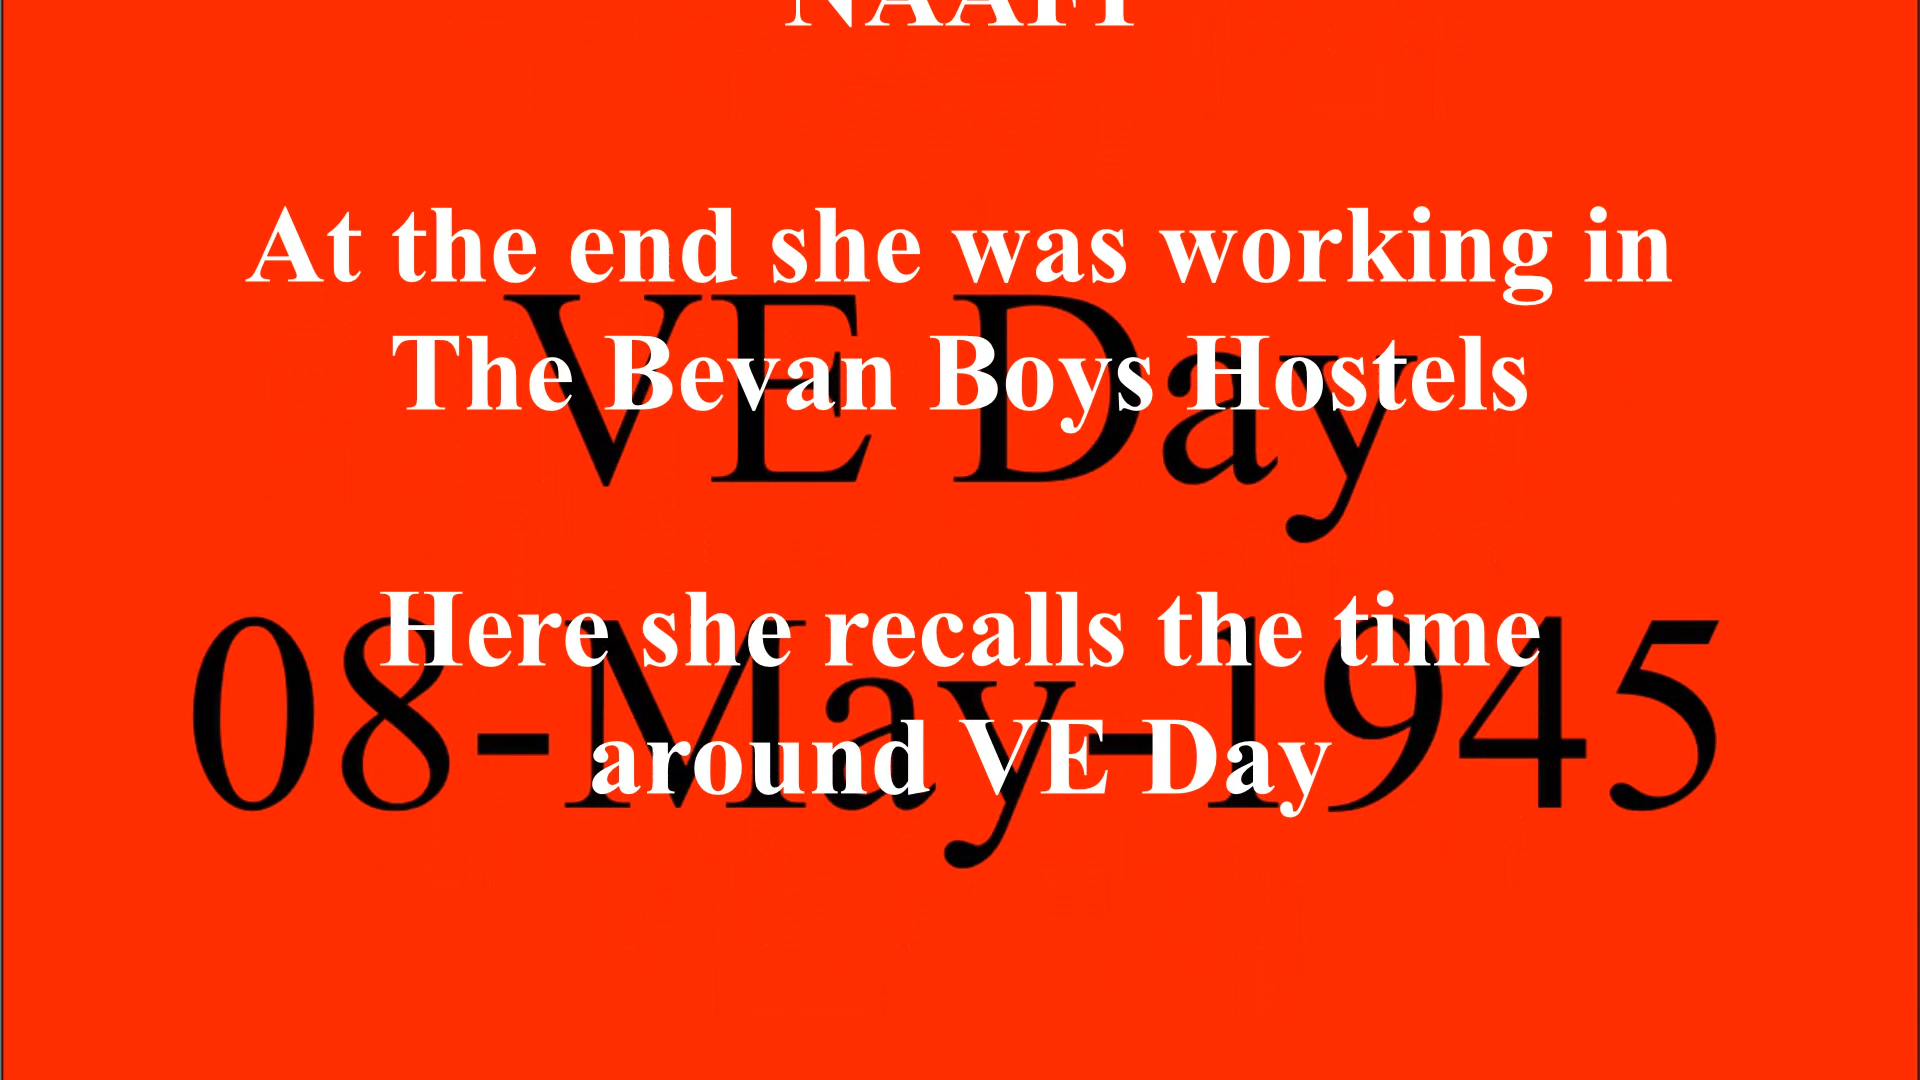 NAAFI
At the end she was working in
The Bevan Boys Hostels
VE Day
Here she recalls the time
around VE Day
08-May-1945